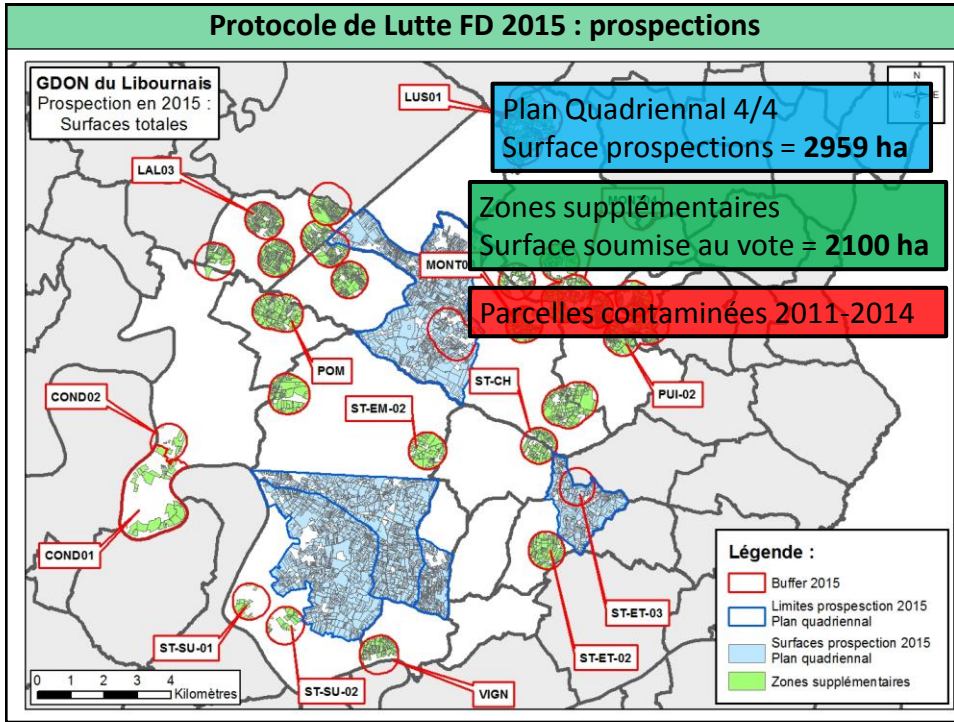 Protocole de Lutte FD 2015 : prospections
GDON du Libournais
Prospection en 2015 :
Surfaces totales
N
W
E
S
LUS01
Plan Quadriennal 4/4
Surface prospections = 2959 ha
LAL03
Zones supplémentaires
Surface soumise au vote = 2100 ha
MONT0
Parcelles contaminées 2011-2014
POM
ST-CH
PUI-02
COND02
ST-EM-02
COND01
Légende :
Buffer 2015
Limites prospesction 2015
Plan quadriennal
Surfaces prospection 2015
Plan quadriennal
Zones supplémentaires
ST-ET-03
ST-SU-01
ST-ET-02
ST-SU-02
VIGN
0 1 2 3 4
Kilomètres